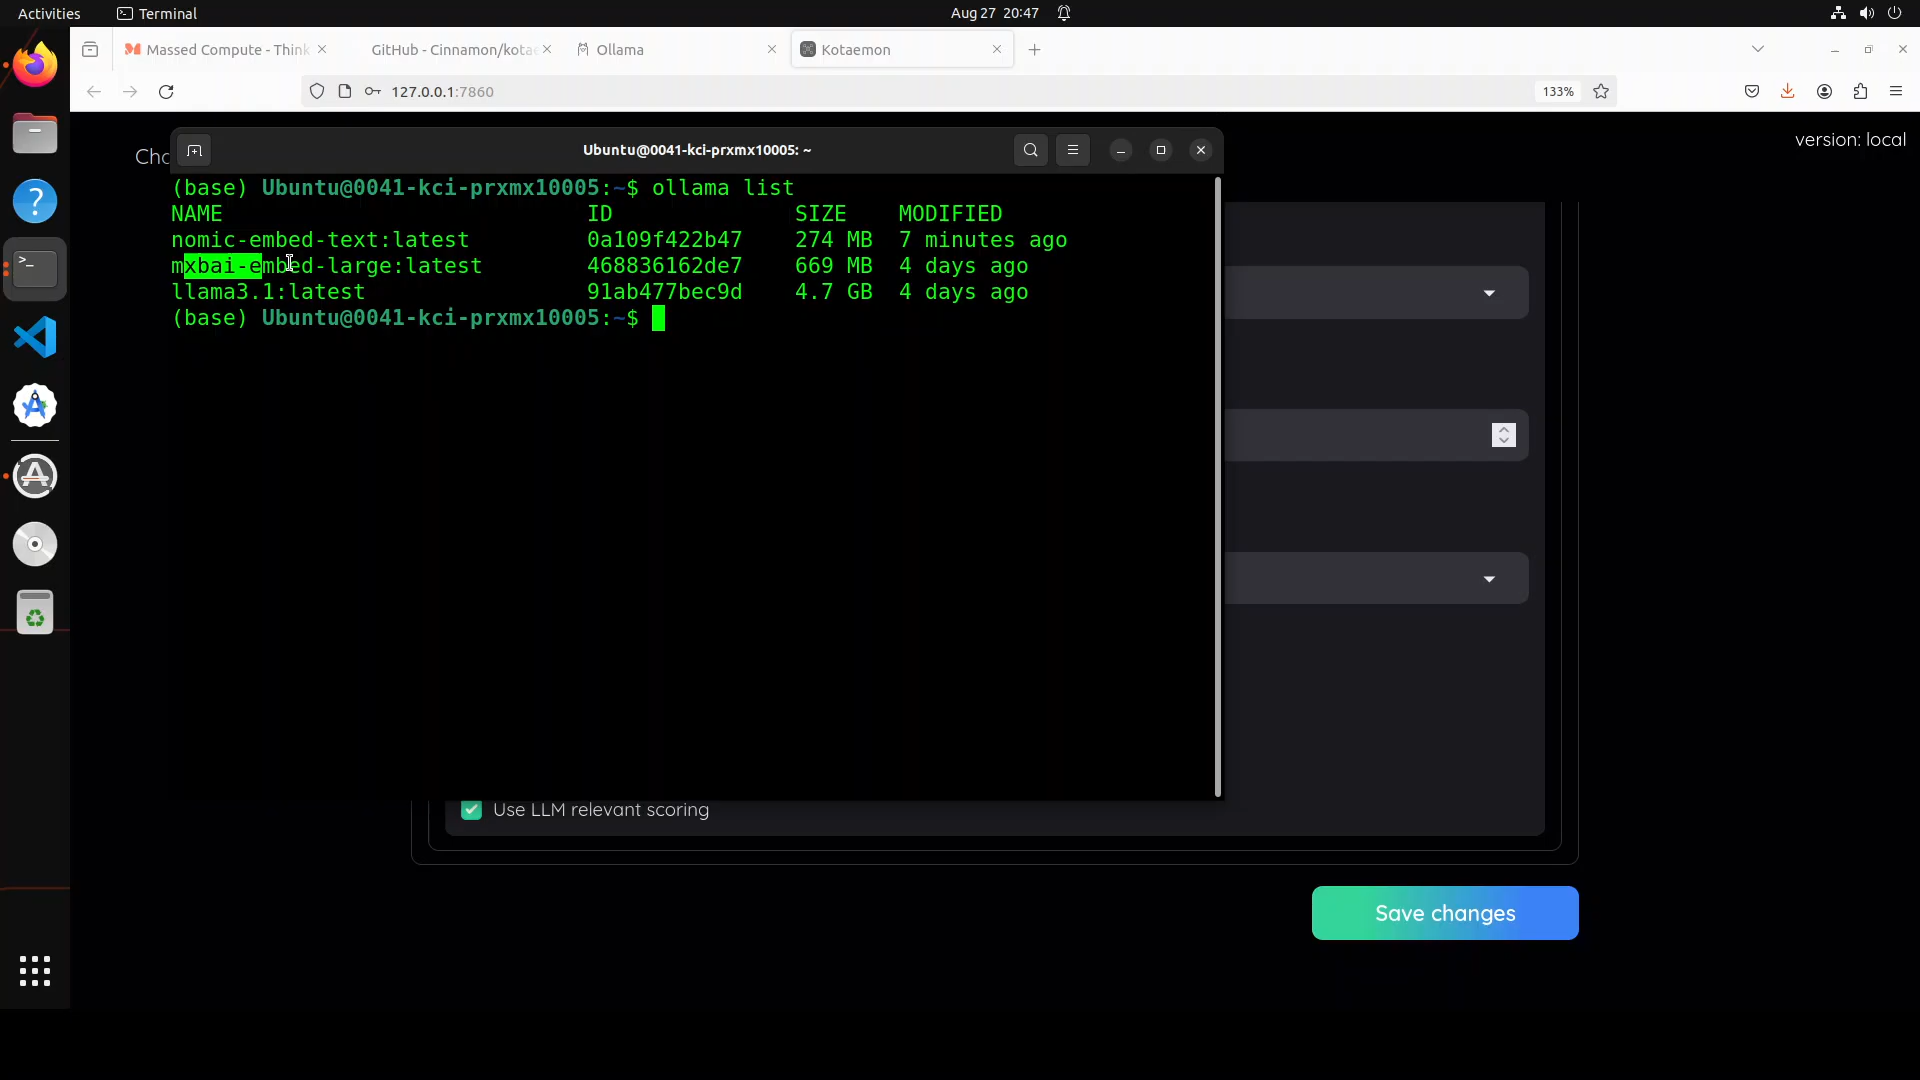 Activities Terminal Aug 27 20:47
Massed Compute - Think GitHub - Cinnamon/kotae Ollama Kotaemon
127.0.0.1:7860 133%
version: local
Cho
Ubuntu@0041-kci-prxmx10005: ~
(base) Ubuntu@0041-kci-prxmx10005:~$ ollama list
NAME ID SIZE MODIFIED
nomic-embed-text:latest 0a109f422b47 274 MB 7 minutes ago
mxbai-embed-large:latest 468836162de7 669 MB 4 days ago
llama3.1:latest 91ab477bec9d 4.7 GB 4 days ago
(base) Ubuntu@0041-kci-prxmx10005:~$
Use LLM relevant scoring
Save changes